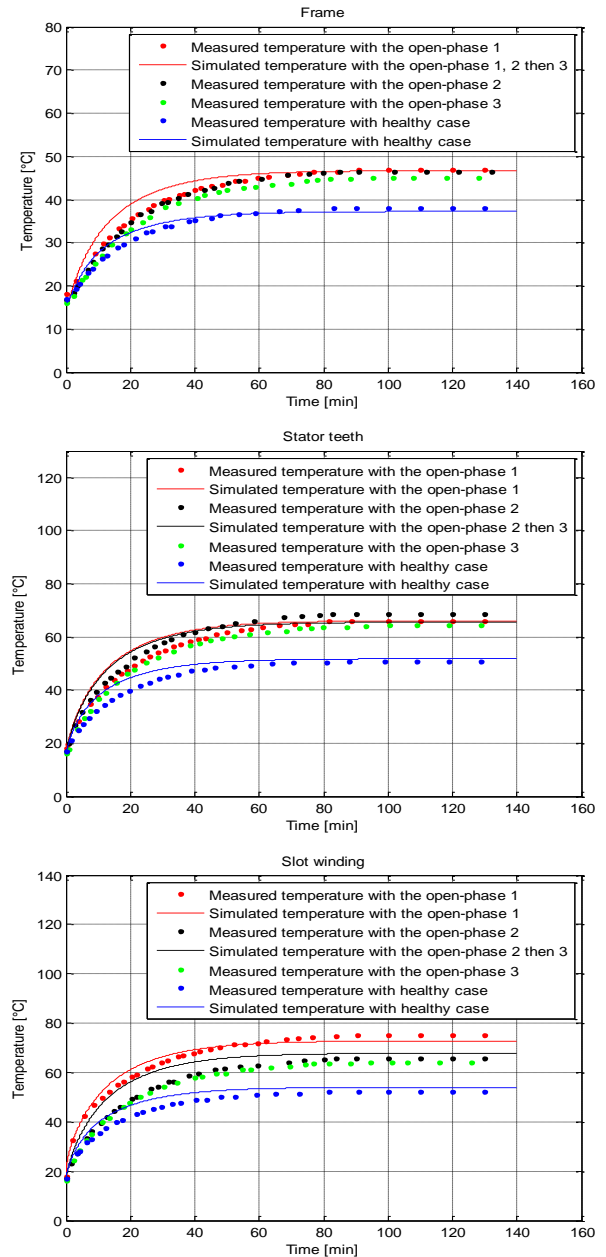 Frame
80
70
60
50
40
30
20
10
0
Temperature [°C]
Measured temperature with the open-phase 1
Simulated temperature with the open-phase 1, 2 then 3
Measured temperature with the open-phase 2
Measured temperature with the open-phase 3
Measured temperature with healthy case
Simulated temperature with healthy case
0 20 40 60 80 100 120 140 160
Time [min]
Stator teeth
120
100
80
60
40
20
0
Temperature [°C]
Measured temperature with the open-phase 1
Simulated temperature with the open-phase 1
Measured temperature with the open-phase 2
Simulated temperature with the open-phase 2 then 3
Measured temperature with the open-phase 3
Measured temperature with healthy case
Simulated temperature with healthy case
0 20 40 60 80 100 120 140 160
Time [min]
Slot winding
140
120
100
80
60
40
20
0
Temperature [°C]
Measured temperature with the open-phase 1
Simulated temperature with the open-phase 1
Measured temperature with the open-phase 2
Simulated temperature with the open-phase 2 then 3
Measured temperature with the open-phase 3
Measured temperature with healthy case
Simulated temperature with healthy case
0 20 40 60 80 100 120 140 160
Time [min]